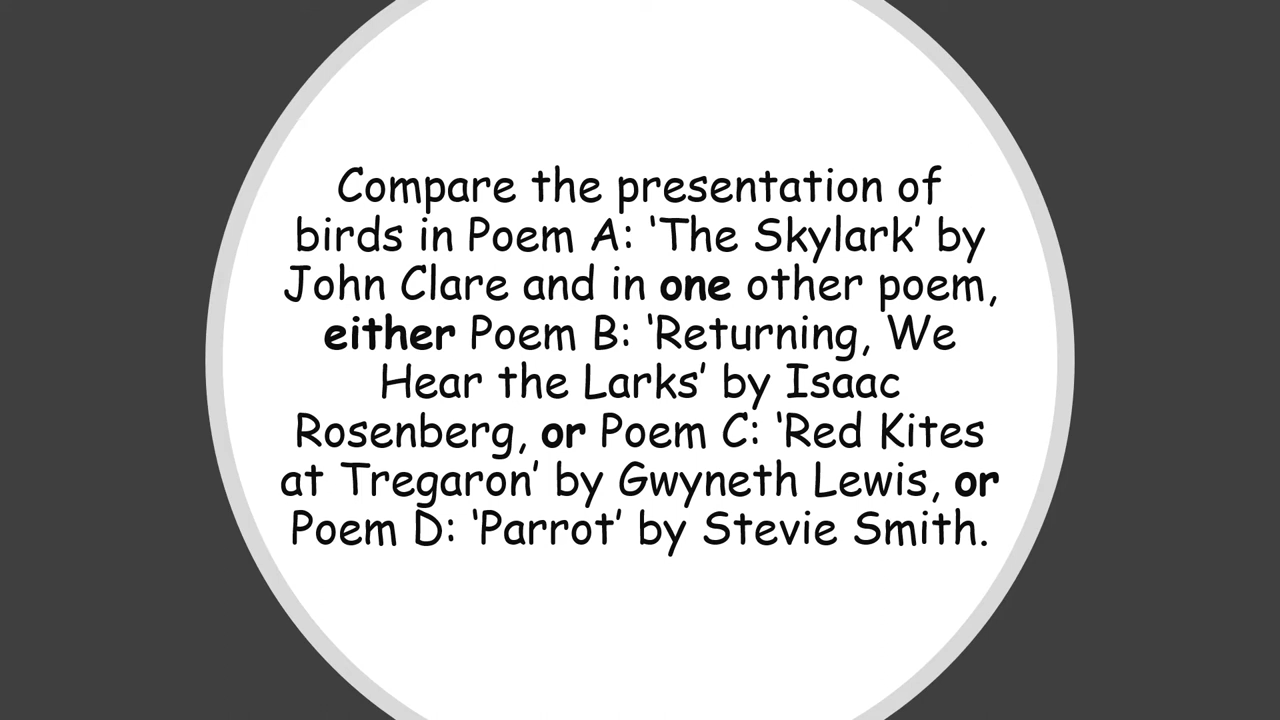 Compare the presentation of
birds in Poem A: ‘The Skylark’ by
John Clare and in one other poem,
either Poem B: ‘Returning, We
Hear the Larks’ by Isaac
Rosenberg, or Poem C: ‘Red Kites
at Tregaron’ by Gwyneth Lewis, or
Poem D: ‘Parrot’ by Stevie Smith.